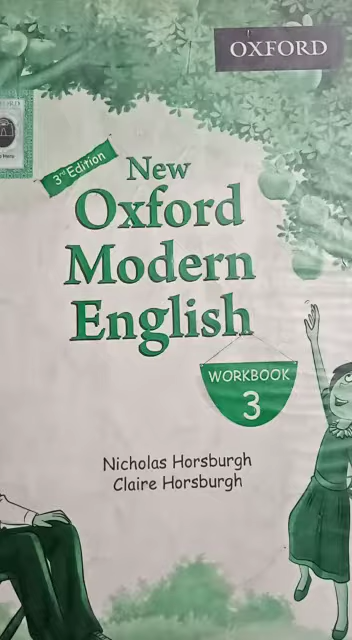 OXFORD
3rd Edition
New
Oxford
Modern
English
WORKBOOK
3
Nicholas Horsburgh
Claire Horsburgh